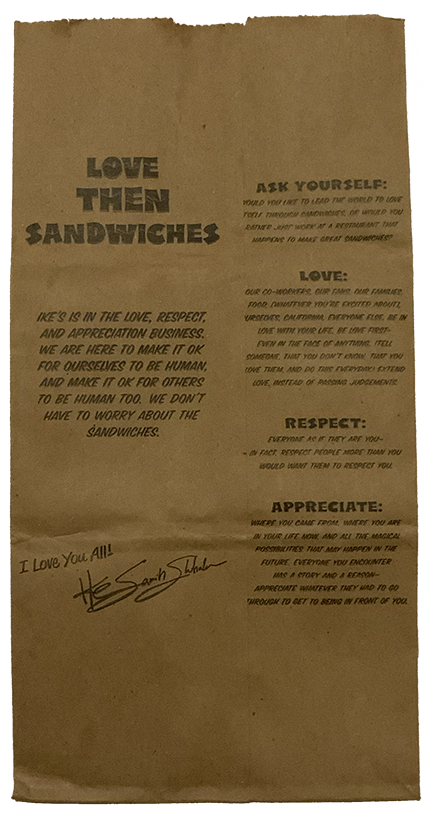 LOVE
THEN
SANDWICHES
IKE'S IS IN THE LOVE, RESPECT,
AND APPRECIATION BUSINESS.
WE ARE HERE TO MAKE IT OK
FOR OURSELVES TO BE HUMAN,
AND MAKE IT OK FOR OTHERS
TO BE HUMAN TOO. WE DON'T
HAVE TO WORRY ABOUT THE
SANDWICHES.
I Love You All!
ASK YOURSELF:
WOULD YOU LIKE TO LEAD THE WORLD TO LOVE
ITSELF THROUGH SANDWICHES, OR WOULD YOU
RATHER JUST WORK AT A RESTAURANT THAT
HAPPENS TO MAKE GREAT SANDWICHES?
LOVE:
OUR CO-WORKERS, OUR FANS, OUR FAMILIES,
FOOD, (WHATEVER YOU'RE EXCITED ABOUT),
OURSELVES, CALIFORNIA, EVERYONE ELSE, BE IN
LOVE WITH YOUR LIFE. BE LOVE FIRST-
EVEN IN THE FACE OF ANYTHING. (TELL
SOMEONE, THAT YOU DON'T KNOW, THAT YOU
LOVE THEM, AND DO THIS EVERYDAY.) EXTEND
LOVE, INSTEAD OF PASSING JUDGEMENTS.
RESPECT:
EVERYONE AS IF THEY ARE YOU-
- IN FACT, RESPECT PEOPLE MORE THAN YOU
WOULD WANT THEM TO RESPECT YOU.
APPRECIATE:
WHERE YOU CAME FROM, WHERE YOU ARE
IN YOUR LIFE NOW, AND ALL THE MAGICAL
POSSIBILITIES THAT MAY HAPPEN IN THE
FUTURE. EVERYONE YOU ENCOUNTER
HAS A STORY AND A REASON-
APPRECIATE WHATEVER THEY HAD TO GO
THROUGH TO GET TO BEING IN FRONT OF YOU.